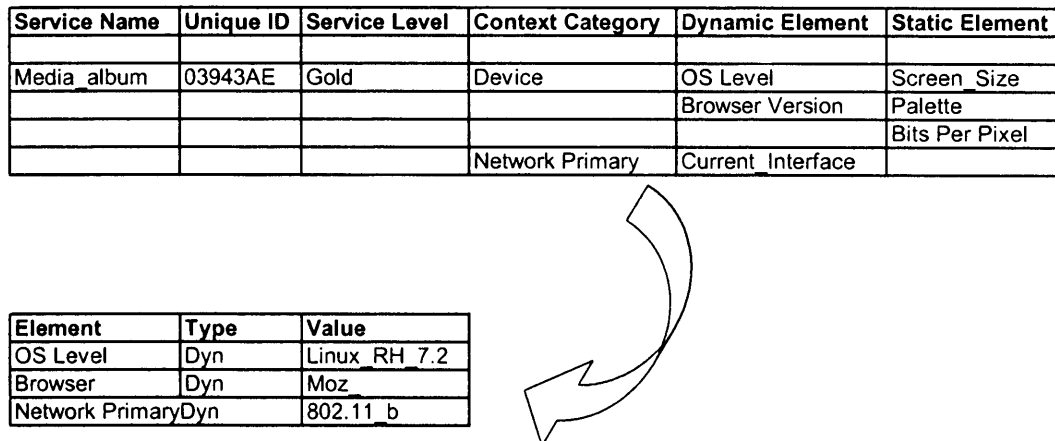 Service Name Unique ID Service Level Context Category Dynamic Element Static Element
Media_album 03943AE Gold Device OS Level Screen_Size
Browser Version Palette
Bits Per Pixel
Network Primary Current_Interface
Element Type Value
OS Level Dyn Linux_RH_7.2
Browser Dyn Moz_
Network Primary Dyn 802.11_b